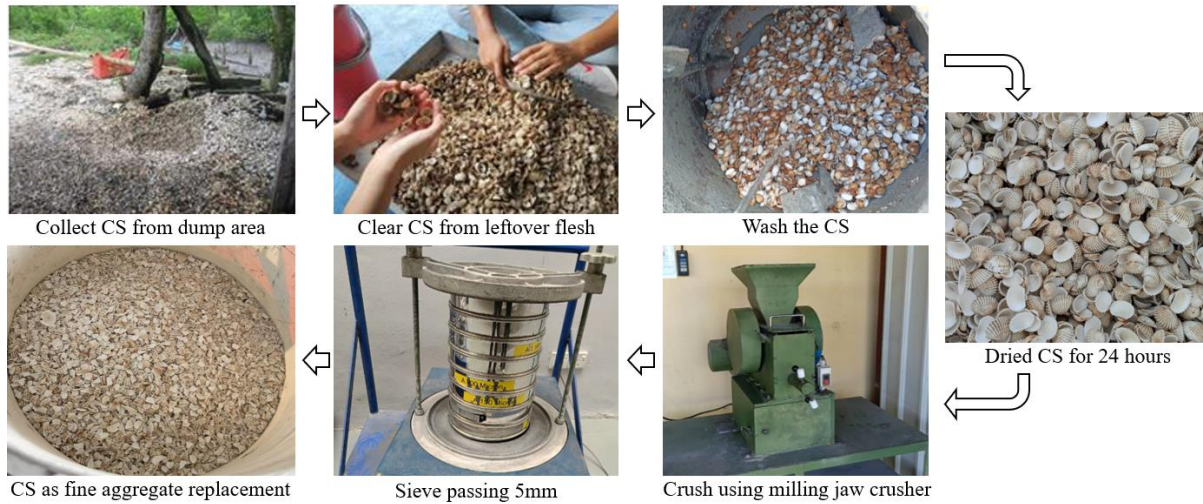 Collect CS from dump area
Clear CS from leftover flesh
Wash the CS
Dried CS for 24 hours
Crush using milling jaw crusher
Sieve passing 5mm
CS as fine aggregate replacement